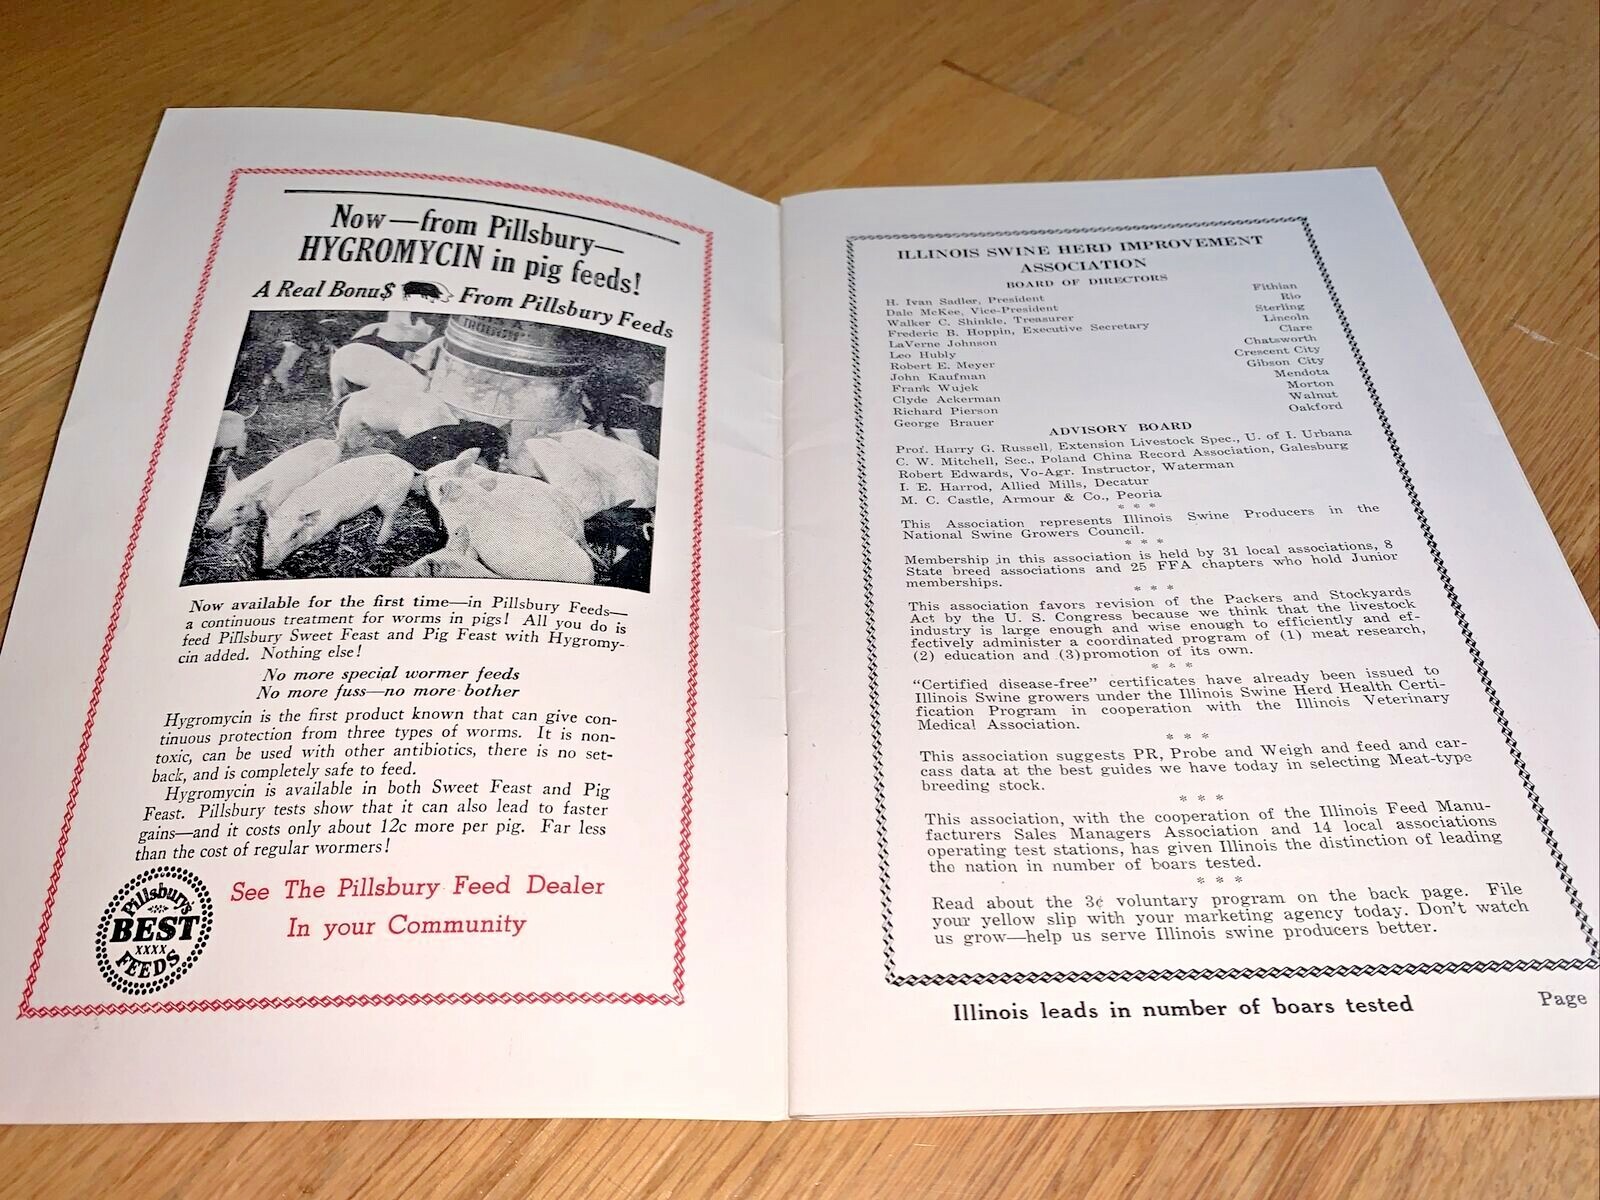 Now—from Pillsbury—
HYGROMYCIN in pig feeds!
A Real Bonu$ From Pillsbury Feeds
Now available for the first time—in Pillsbury Feeds—
a continuous treatment for worms in pigs! All you do is
feed Pillsbury Sweet Feast and Pig Feast with Hygromy-
cin added. Nothing else!
No more special wormer feeds
No more fuss—no more bother
Hygromycin is the first product known that can give con-
tinuous protection from three types of worms. It is non-
toxic, can be used with other antibiotics, there is no set-
back, and is completely safe to feed.
Hygromycin is available in both Sweet Feast and Pig
Feast. Pillsbury tests show that it can also lead to faster
gains—and it costs only about 12c more per pig. Far less
than the cost of regular wormers!
See The Pillsbury Feed Dealer
In your Community
Pillsbury's
BEST
XXXX
FEEDS
ILLINOIS SWINE HERD IMPROVEMENT
ASSOCIATION
BOARD OF DIRECTORS
H. Ivan Sadler, President Fithian
Dale McKee, Vice-President Rio
Walker C. Shinkle, Treasurer Sterling
Frederic B. Hoppin, Executive Secretary Lincoln
LaVerne Johnson Clare
Leo Hubly Chatsworth
Robert E. Meyer Crescent City
John Kaufman Gibson City
Frank Wujek Mendota
Clyde Ackerman Morton
Richard Pierson Walnut
George Brauer Oakford
ADVISORY BOARD
Prof. Harry G. Russell, Extension Livestock Spec., U. of I. Urbana
C. W. Mitchell, Sec., Poland China Record Association, Galesburg
Robert Edwards, Vo-Agr. Instructor, Waterman
I. E. Harrod, Allied Mills, Decatur
M. C. Castle, Armour & Co., Peoria
* * *
This Association represents Illinois Swine Producers in the
National Swine Growers Council.
* * *
Membership in this association is held by 31 local associations, 8
State breed associations and 25 FFA chapters who hold Junior
memberships.
* * *
This association favors revision of the Packers and Stockyards
Act by the U. S. Congress because we think that the livestock
industry is large enough and wise enough to efficiently and ef-
fectively administer a coordinated program of (1) meat research,
(2) education and (3)promotion of its own.
* * *
"Certified disease-free" certificates have already been issued to
Illinois Swine growers under the Illinois Swine Herd Health Certi-
fication Program in cooperation with the Illinois Veterinary
Medical Association.
* * *
This association suggests PR, Probe and Weigh and feed and car-
cass data at the best guides we have today in selecting Meat-type
breeding stock.
* * *
This association, with the cooperation of the Illinois Feed Manu-
facturers Sales Managers Association and 14 local associations
operating test stations, has given Illinois the distinction of leading
the nation in number of boars tested.
* * *
Read about the 3¢ voluntary program on the back page. File
your yellow slip with your marketing agency today. Don't watch
us grow—help us serve Illinois swine producers better.
Illinois leads in number of boars tested
Page